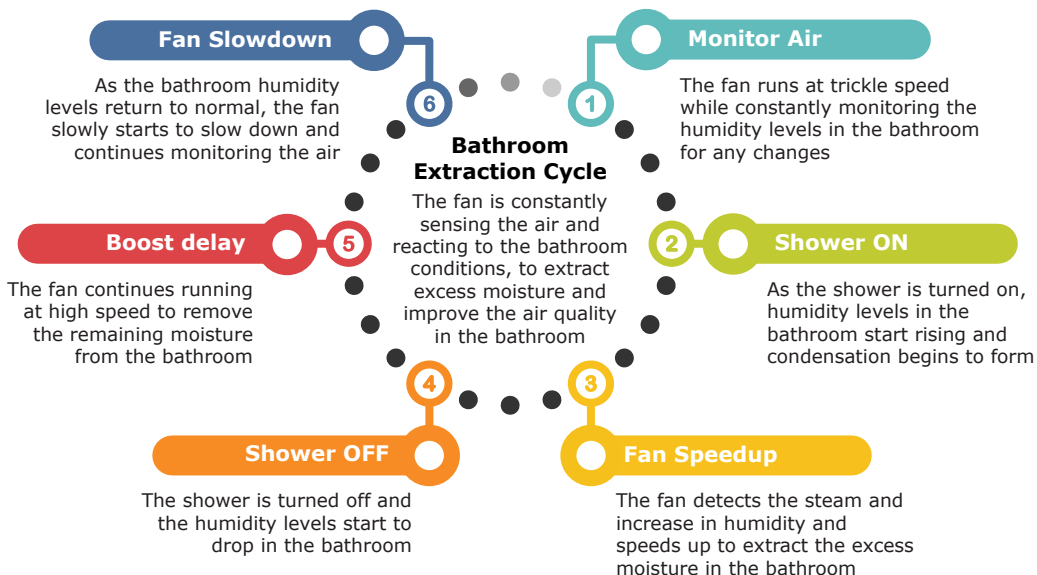 Bathroom
Extraction Cycle
The fan is constantly
sensing the air and
reacting to the bathroom
conditions, to extract
excess moisture and
improve the air quality
in the bathroom
1
Monitor Air
The fan runs at trickle speed
while constantly monitoring the
humidity levels in the bathroom
for any changes
2
Shower ON
As the shower is turned on,
humidity levels in the
bathroom start rising and
condensation begins to form
3
Fan Speedup
The fan detects the steam and
increase in humidity and
speeds up to extract the excess
moisture in the bathroom
4
Shower OFF
The shower is turned off and
the humidity levels start to
drop in the bathroom
5
Boost delay
The fan continues running
at high speed to remove
the remaining moisture
from the bathroom
6
Fan Slowdown
As the bathroom humidity
levels return to normal, the fan
slowly starts to slow down and
continues monitoring the air